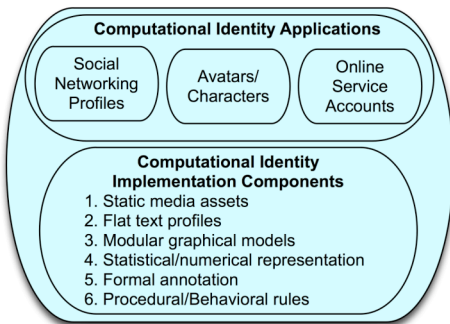 Computational Identity Applications
Social
Networking
Profiles
Avatars/
Characters
Online
Service
Accounts
Computational Identity
Implementation Components
1. Static media assets
2. Flat text profiles
3. Modular graphical models
4. Statistical/numerical representation
5. Formal annotation
6. Procedural/Behavioral rules